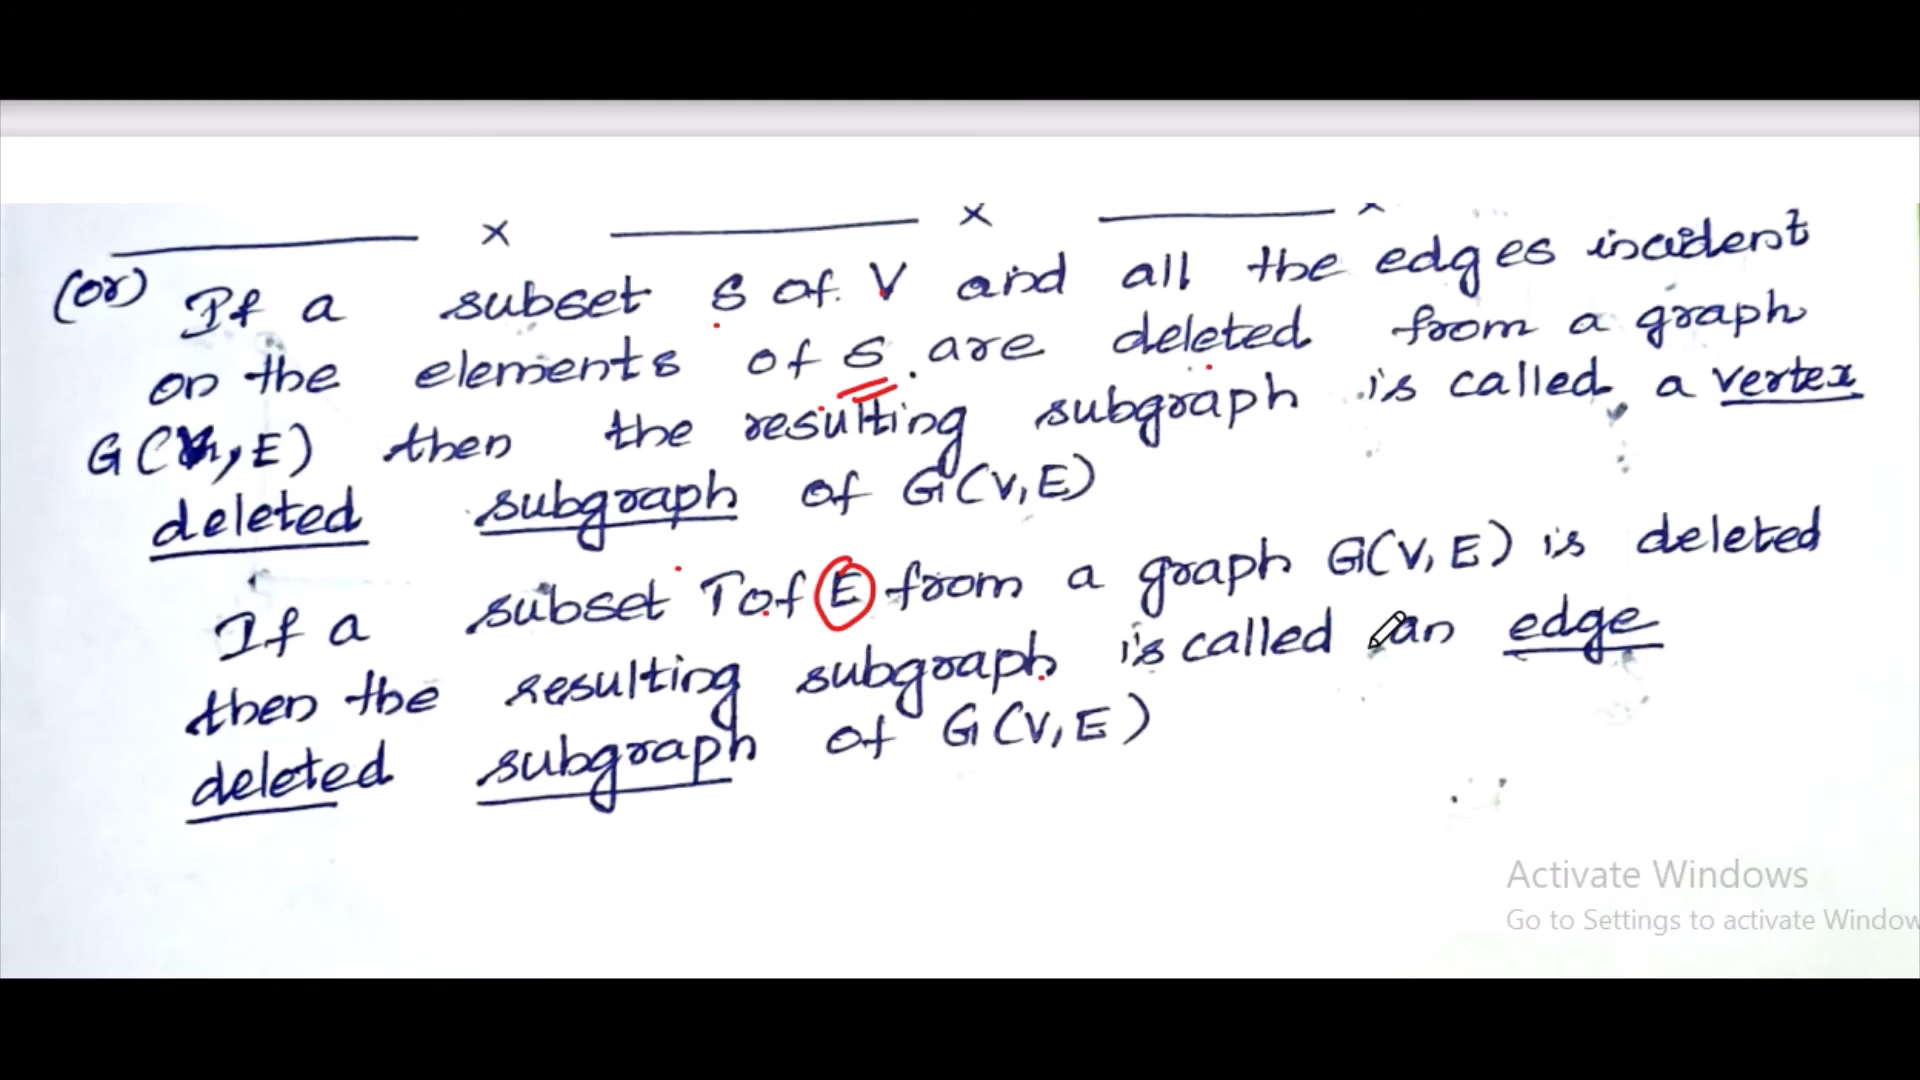 (or) If a subset S of V and all the edges incident
on the elements of S. are deleted from a graph
G(V,E) then the resulting subgraph is called a vertex
deleted subgraph of G(V,E)
If a subset T of E from a graph G(V,E) is deleted
then the resulting subgraph is called an edge
deleted subgraph of G(V,E)
Activate Windows
Go to Settings to activate Window